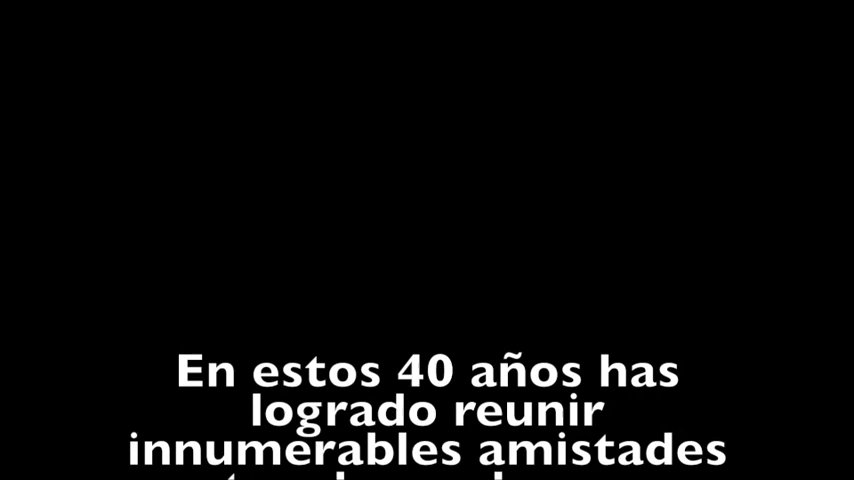 En estos 40 años has
logrado reunir
innumerables amistades